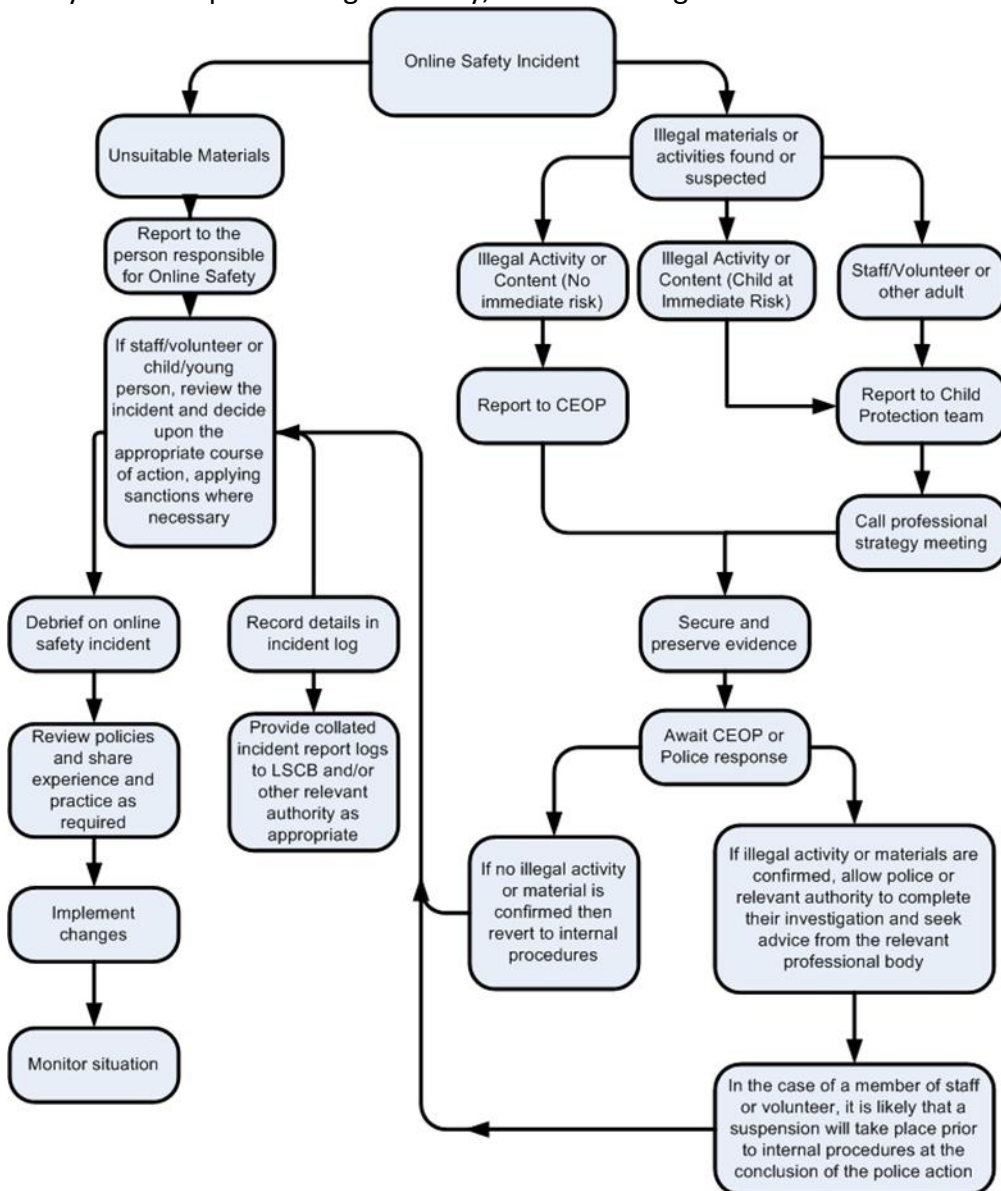 Online Safety Incident
Unsuitable Materials
Illegal materials or
activities found or
suspected
Report to the
person responsible
for Online Safety
Illegal Activity or
Content (No
immediate risk)
Illegal Activity or
Content (Child at
Immediate Risk)
Staff/Volunteer or
other adult
If staff/volunteer or
child/young
person, review the
incident and decide
upon the
appropriate course
of action, applying
sanctions where
necessary
Report to CEOP
Report to Child
Protection team
Call professional
strategy meeting
Debrief on online
safety incident
Record details in
incident log
Secure and
preserve evidence
Review policies
and share
experience and
practice as
required
Provide collated
incident report logs
to LSCB and/or
other relevant
authority as
appropriate
Await CEOP or
Police response
If no illegal activity
or material is
confirmed then
revert to internal
procedures
If illegal activity or materials are
confirmed, allow police or
relevant authority to complete
their investigation and seek
advice from the relevant
professional body
Implement
changes
Monitor situation
In the case of a member of staff
or volunteer, it is likely that a
suspension will take place prior
to internal procedures at the
conclusion of the police action